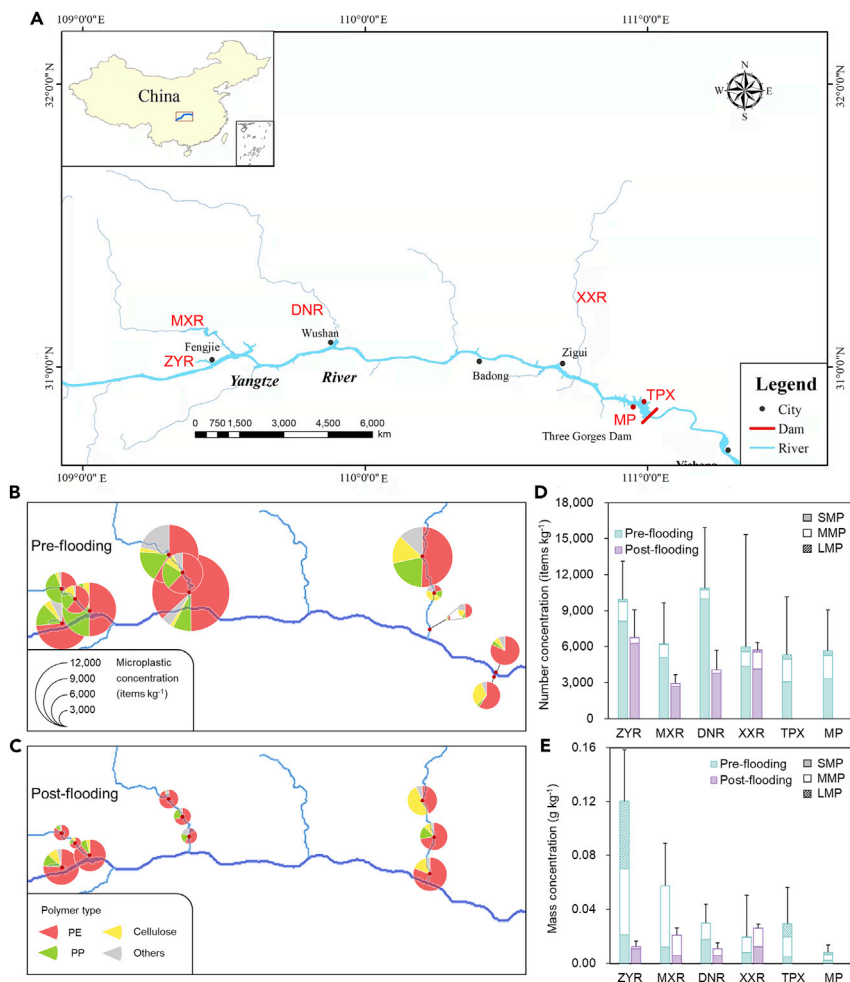 A
109°0'0"E
110°0'0"E
111°0'0"E
32°0'0"N
32°0'0"N
China
N
W
E
S
MXR
DNR
XXR
Fengjie
Wushan
ZYR
Zigui
31°0'0"N
31°0'0"N
Yangtze
River
Badong
TPX
MP
Three Gorges Dam
0 750 1,500 3,000 4,500 6,000
km
Legend
City
Dam
River
109°0'0"E
110°0'0"E
111°0'0"E
B
Pre-flooding
12,000
9,000
6,000
3,000
Microplastic
concentration
(items kg-1)
C
Post-flooding
Polymer type
PE
Cellulose
PP
Others
D
Number concentration (items kg-1)
18,000
15,000
12,000
9,000
6,000
3,000
0
Pre-flooding
Post-flooding
SMP
MMP
LMP
ZYR MXR DNR XXR TPX MP
E
Mass concentration (g kg-1)
0.16
0.12
0.08
0.04
0.00
Pre-flooding
Post-flooding
SMP
MMP
LMP
ZYR MXR DNR XXR TPX MP